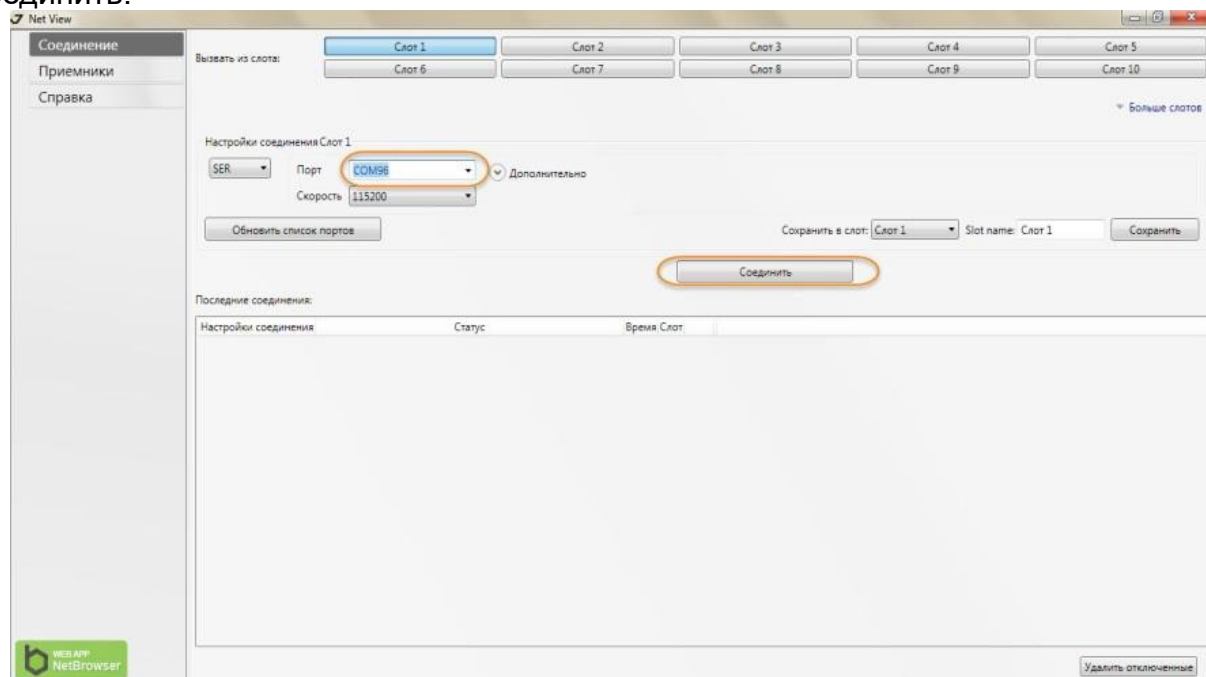 единить.
Net View
Соединение
Приемники
Справка
Вызвать из слота:
Слот 1 Слот 2 Слот 3 Слот 4 Слот 5
Слот 6 Слот 7 Слот 8 Слот 9 Слот 10
Больше слотов
Настройки соединения Слот 1
SER Порт COM96 Дополнительно
Скорость 115200
Обновить список портов Сохранить в слот: Слот 1 Slot name: Слот 1 Сохранить
Соединить
Последние соединения:
Настройки соединения Статус Время Слот
WEB APP
NetBrowser
Удалить отключенные